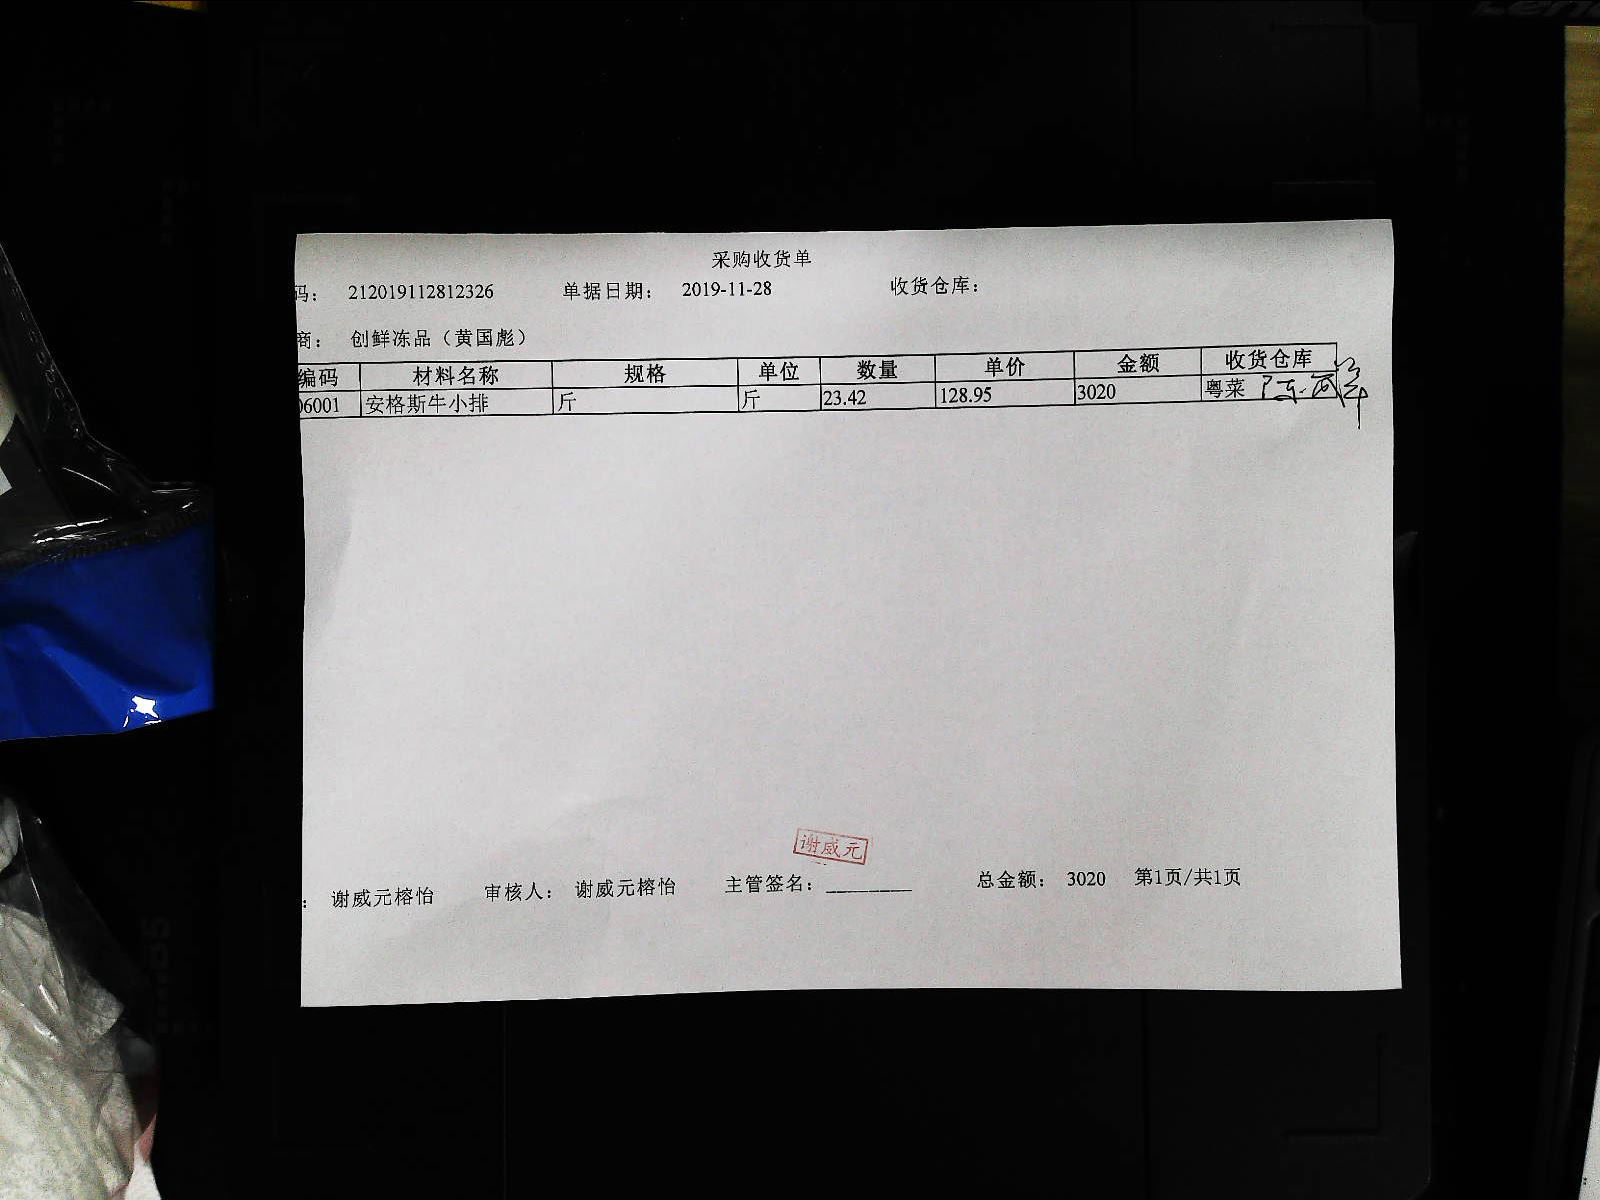 采购收货单
码： 212019112812326 单据日期： 2019-11-28 收货仓库：
商： 创鲜冻品（黄国彪）
编码 材料名称 规格 单位 数量 单价 金额 收货仓库
06001 安格斯牛小排 斤 斤 23.42 128.95 3020 粤菜
谢威元
： 谢威元榕怡 审核人： 谢威元榕怡 主管签名：________ 总金额： 3020 第1页/共1页